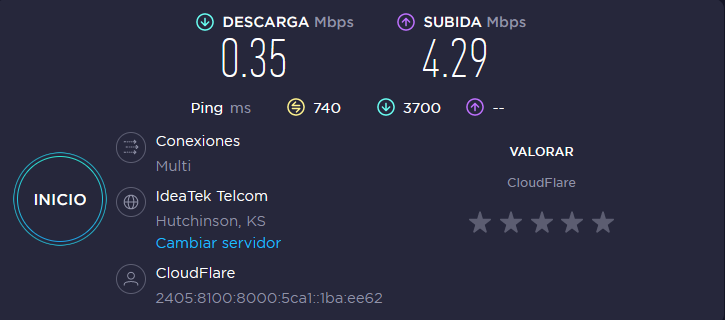 DESCARGA Mbps SUBIDA Mbps
0.35 4.29
Ping ms 740 3700 --
Conexiones
Multi
VALORAR
CloudFlare
INICIO
IdeaTek Telcom
Hutchinson, KS
Cambiar servidor
CloudFlare
2405:8100:8000:5ca1::1ba:ee62